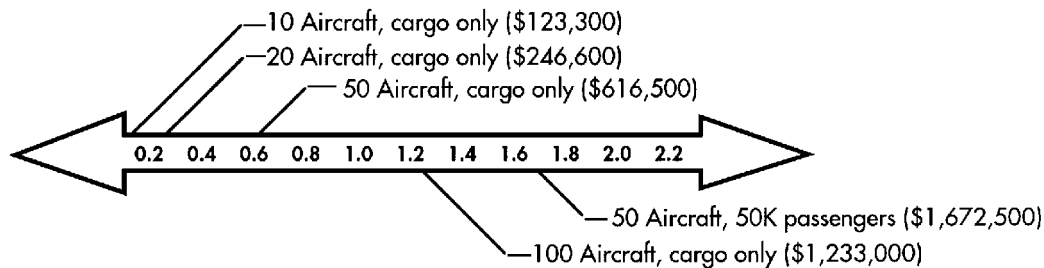 10 Aircraft, cargo only ($123,300)
20 Aircraft, cargo only ($246,600)
50 Aircraft, cargo only ($616,500)
0.2 0.4 0.6 0.8 1.0 1.2 1.4 1.6 1.8 2.0 2.2
50 Aircraft, 50K passengers ($1,672,500)
100 Aircraft, cargo only ($1,233,000)